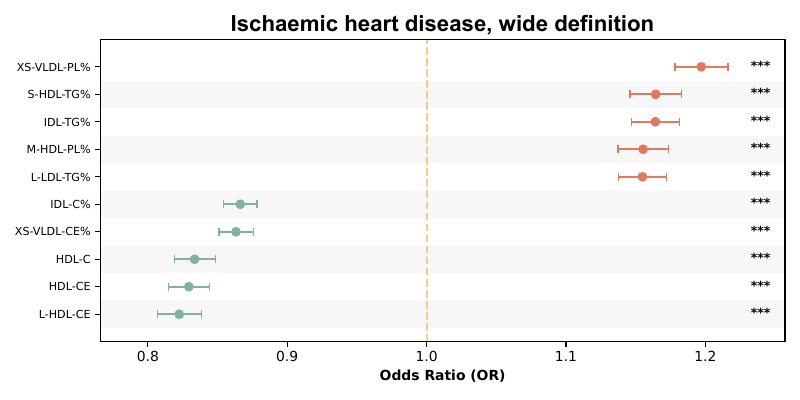 Ischaemic heart disease, wide definition
XS-VLDL-PL% ***
S-HDL-TG% ***
IDL-TG% ***
M-HDL-PL% ***
L-LDL-TG% ***
IDL-C% ***
XS-VLDL-CE% ***
HDL-C ***
HDL-CE ***
L-HDL-CE ***
0.8 0.9 1.0 1.1 1.2
Odds Ratio (OR)